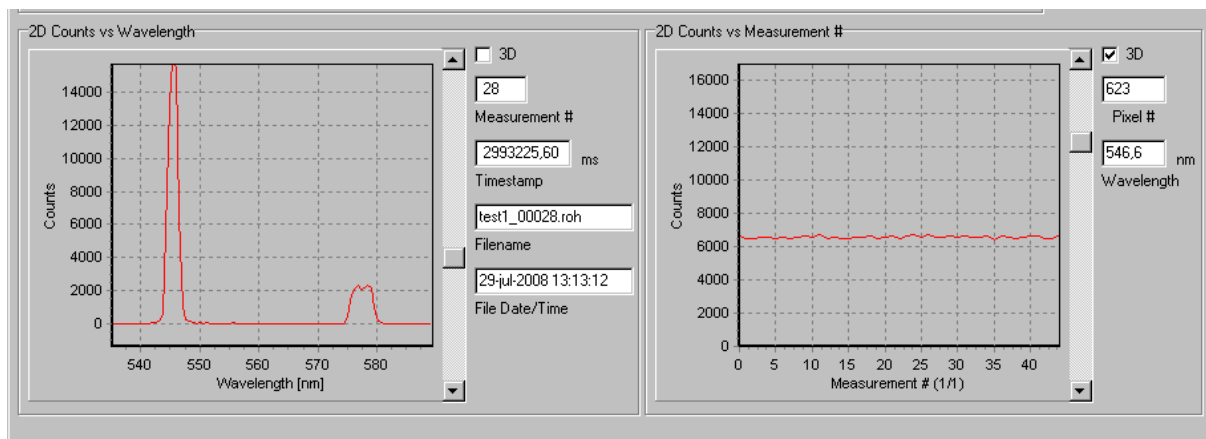 2D Counts vs Wavelength
14000
12000
10000
8000
6000
4000
2000
0
Counts
540 550 560 570 580
Wavelength [nm]
3D
28
Measurement #
2993225,60 ms
Timestamp
test1_00028.roh
Filename
29-jul-2008 13:13:12
File Date/Time
2D Counts vs Measurement #
16000
14000
12000
10000
8000
6000
4000
2000
0
Counts
0 5 10 15 20 25 30 35 40
Measurement # (1/1)
3D
623
Pixel #
546,6 nm
Wavelength